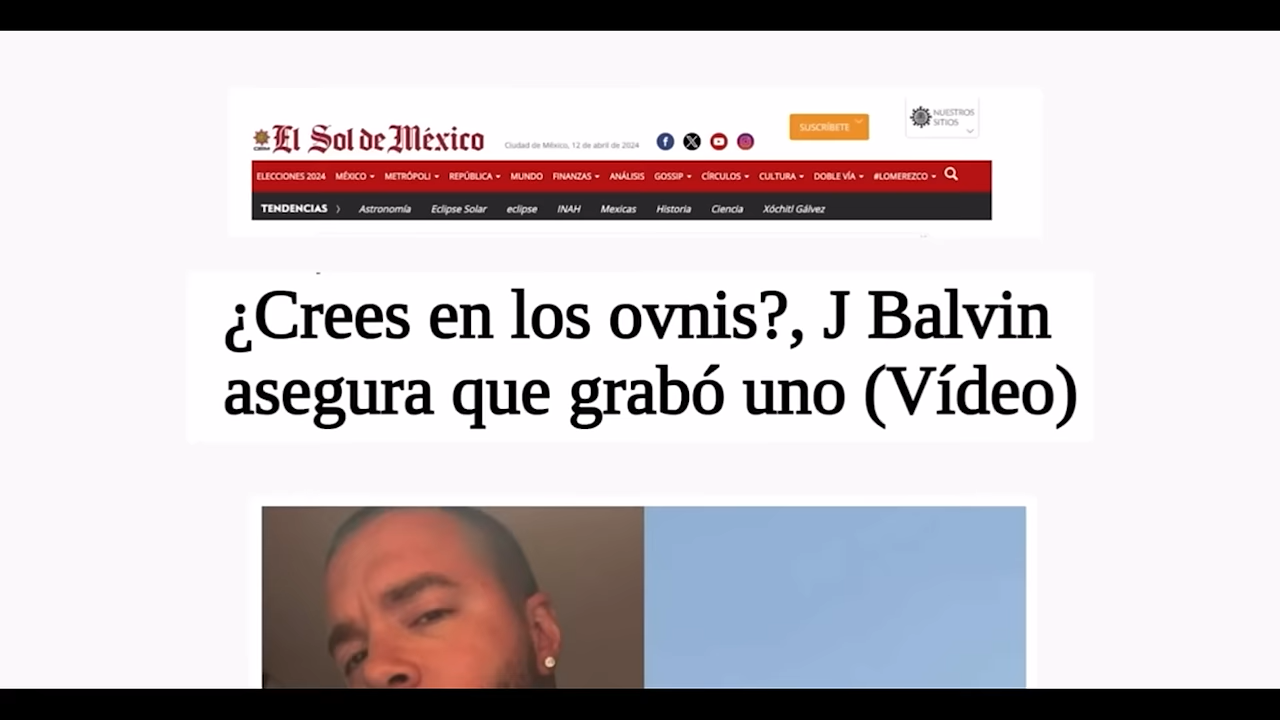 El Sol de México
Ciudad de México, 12 de abril de 2024
SUSCRÍBETE
NUESTROS
SITIOS
ELECCIONES 2024 MÉXICO METRÓPOLI REPÚBLICA MUNDO FINANZAS ANÁLISIS GOSSIP CÍRCULOS CULTURA DOBLE VÍA #LOMEREZCO
TENDENCIAS Astronomía Eclipse Solar eclipse INAH Mexicas Historia Ciencia Xóchitl Gálvez
¿Crees en los ovnis?, J Balvin
asegura que grabó uno (Vídeo)